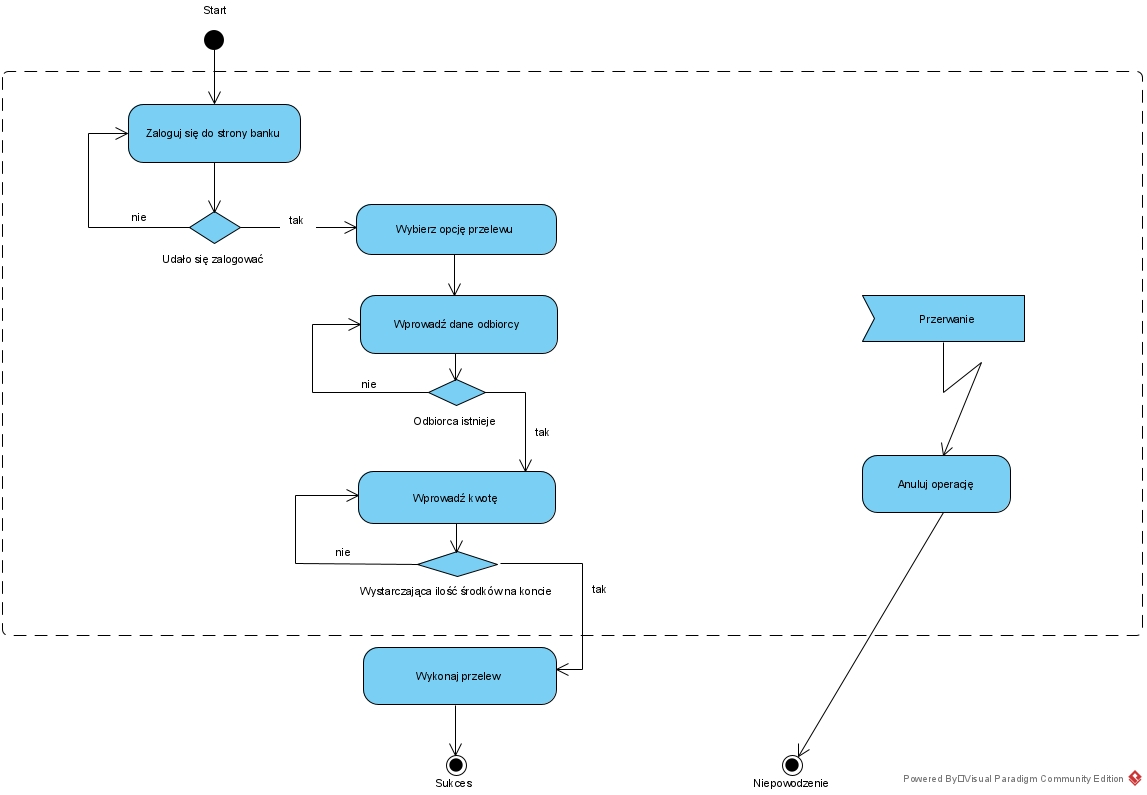 Start
Zaloguj się do strony banku
nie
tak
Udało się zalogować
Wybierz opcję przelewu
Wprowadź dane odbiorcy
Przerwanie
nie
Odbiorca istnieje
tak
Anuluj operację
Wprowadź kwotę
nie
Wystarczająca ilość środków na koncie
tak
Wykonaj przelew
Sukces
Niepowodzenie
Powered By□Visual Paradigm Community Edition